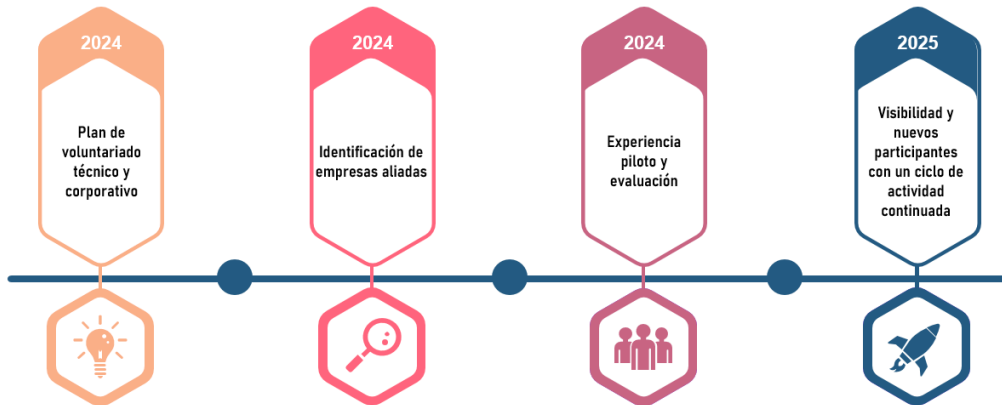 2024
Plan de
voluntariado
técnico y
corporativo
2024
Identificación de
empresas aliadas
2024
Experiencia
piloto y
evaluación
2025
Visibilidad y
nuevos
participantes
con un ciclo de
actividad
continuada